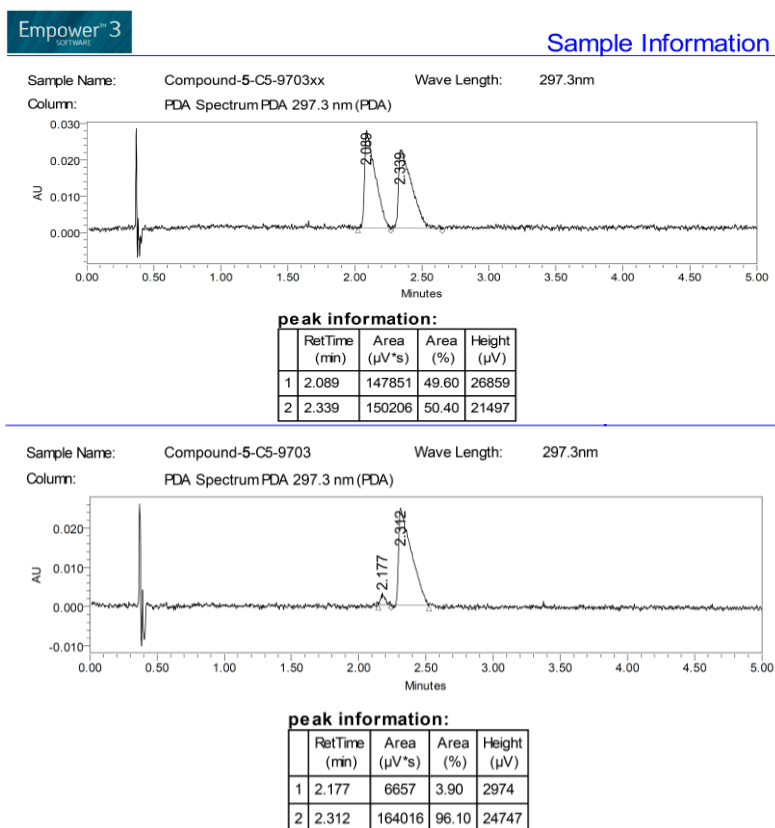 Empower™ 3
SOFTWARE
Sample Information
Sample Name: Compound-5-C5-9703xx Wave Length: 297.3nm
Column: PDA Spectrum PDA 297.3 nm (PDA)
0.030
0.020
0.010
0.000
AU
2.089
2.339
0.00 0.50 1.00 1.50 2.00 2.50 3.00 3.50 4.00 4.50 5.00
Minutes
peak information:
RetTime Area Area Height
(min) (µV*s) (%) (µV)
1 2.089 147851 49.60 26859
2 2.339 150206 50.40 21497
Sample Name: Compound-5-C5-9703 Wave Length: 297.3nm
Column: PDA Spectrum PDA 297.3 nm (PDA)
0.020
0.010
0.000
-0.010
AU
2.177
2.312
0.00 0.50 1.00 1.50 2.00 2.50 3.00 3.50 4.00 4.50 5.00
Minutes
peak information:
RetTime Area Area Height
(min) (µV*s) (%) (µV)
1 2.177 6657 3.90 2974
2 2.312 164016 96.10 24747